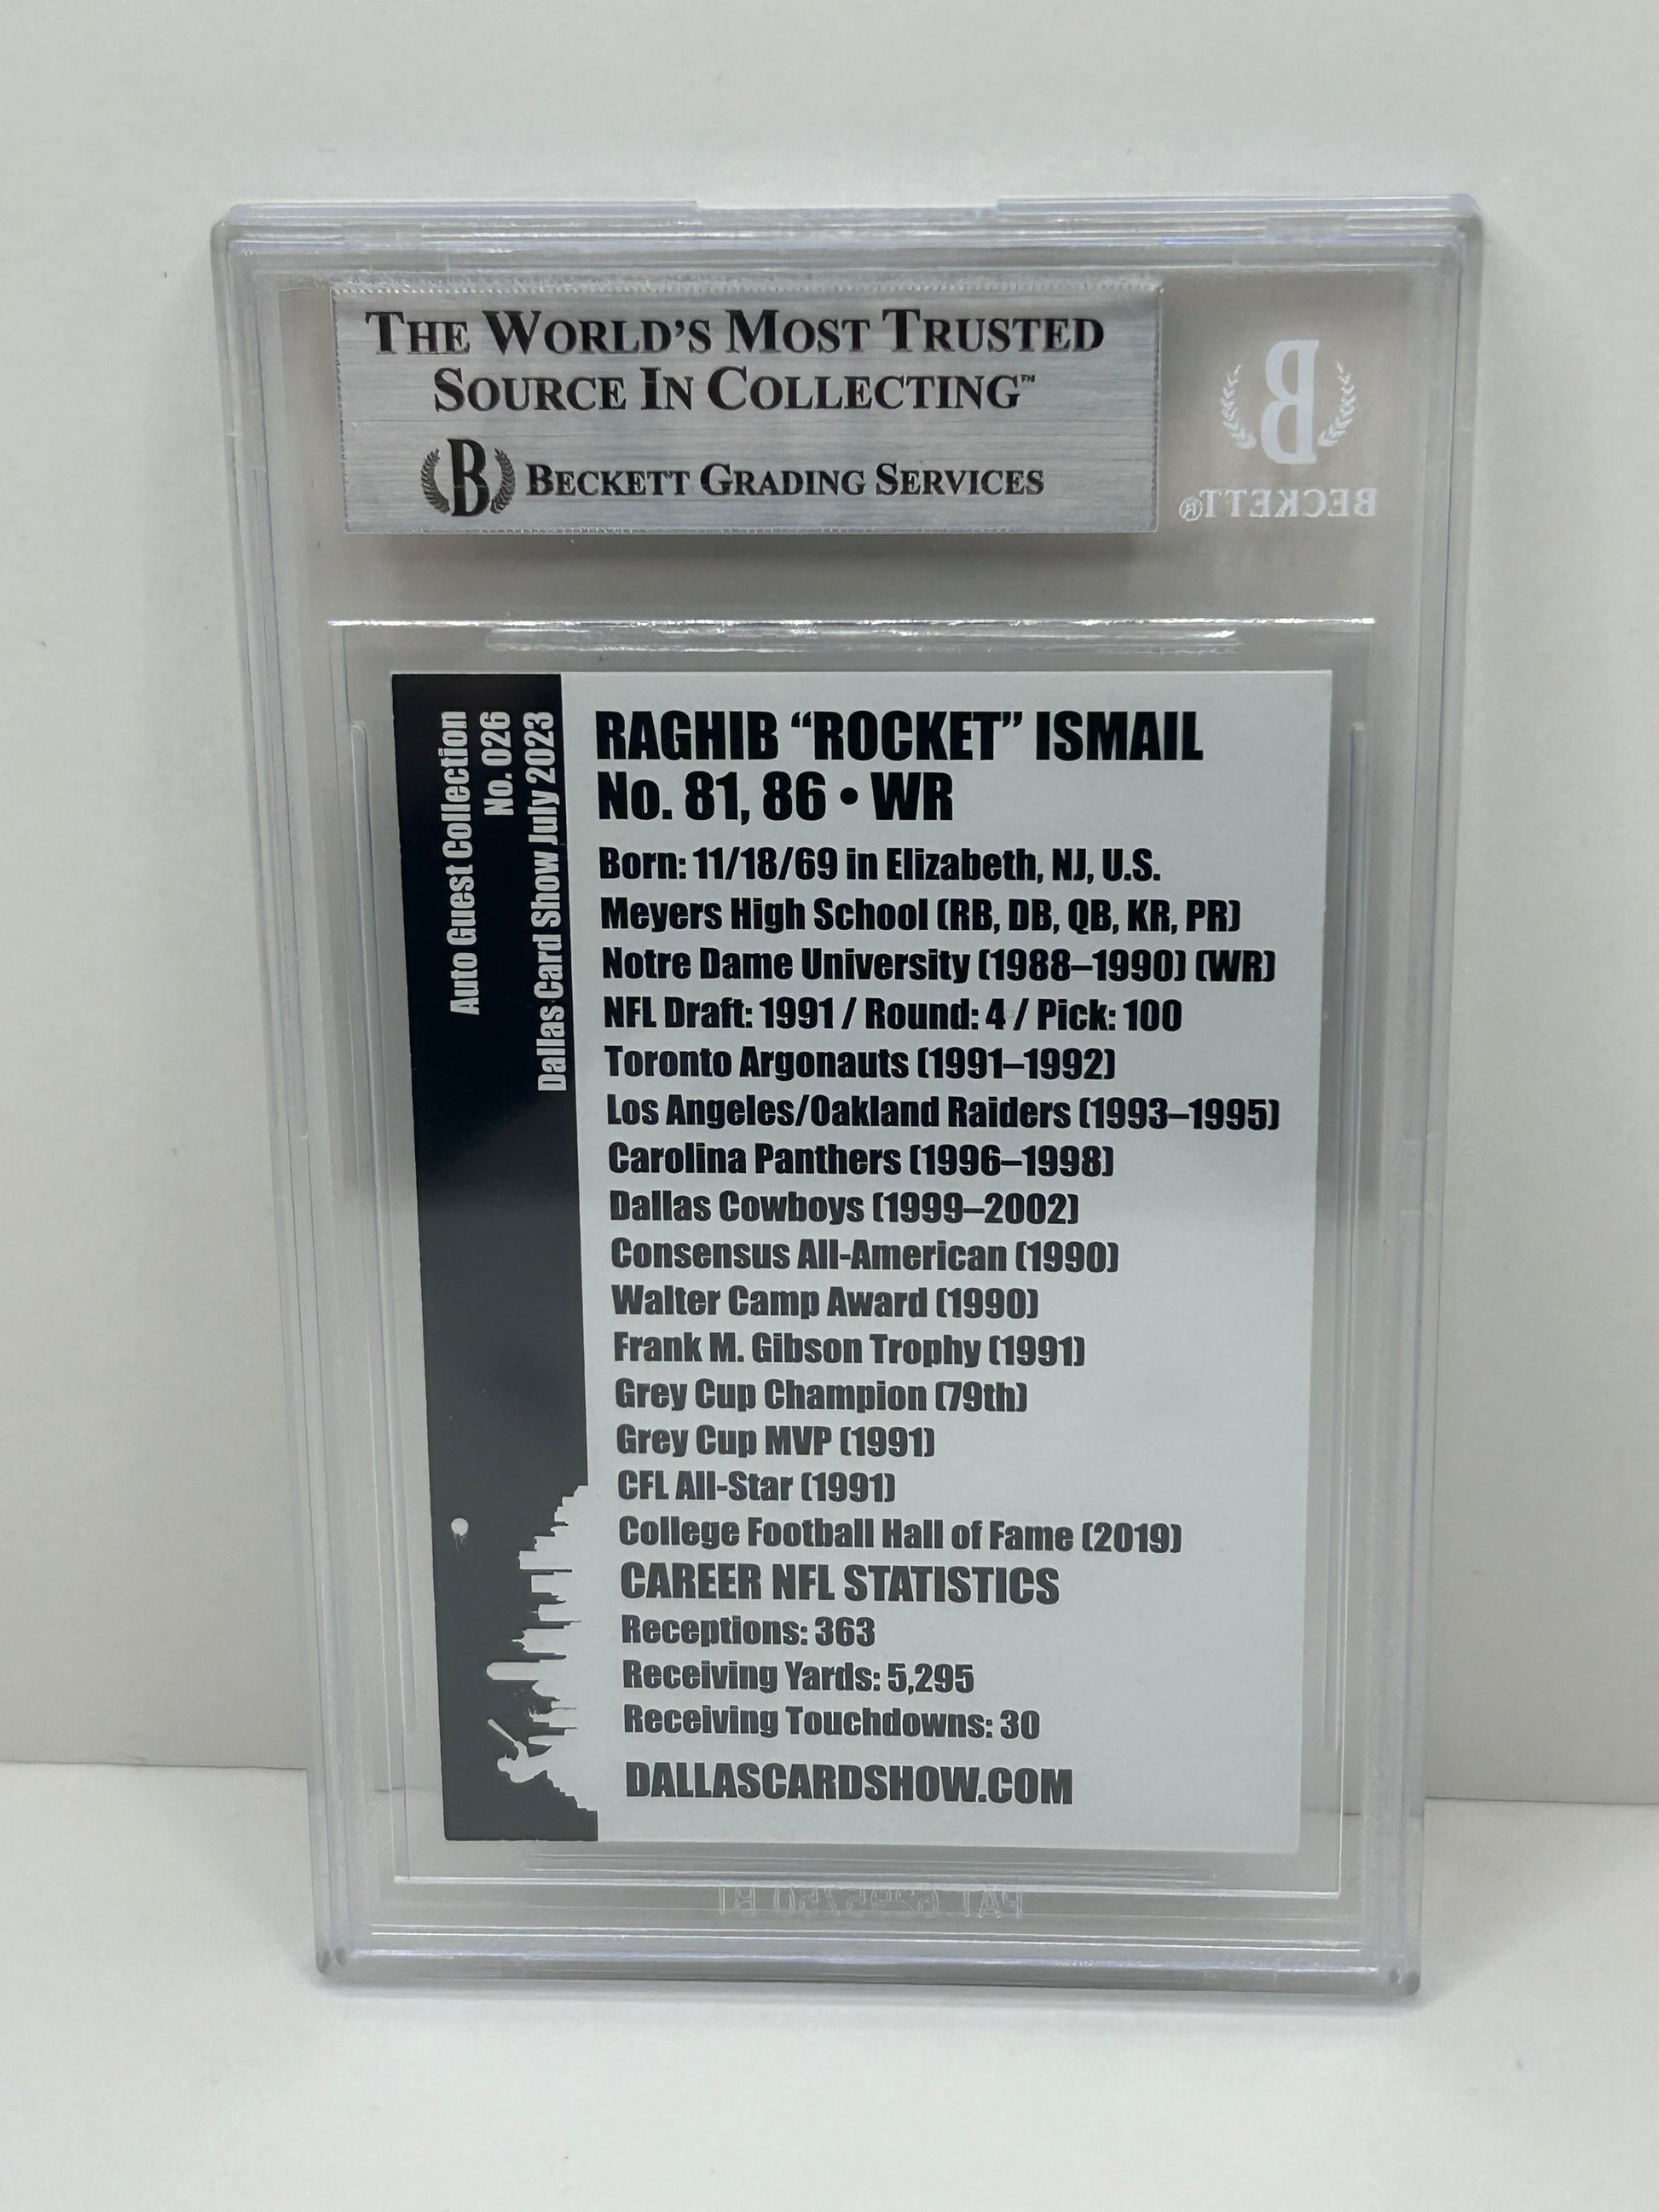 THE WORLD'S MOST TRUSTED
SOURCE IN COLLECTING™
B BECKETT GRADING SERVICES
B
BECKETT®
Auto Guest Collection
No. 026
Dallas Card Show July 2023
RAGHIB “ROCKET” ISMAIL
No. 81, 86 • WR
Born: 11/18/69 in Elizabeth, NJ, U.S.
Meyers High School (RB, DB, QB, KR, PR)
Notre Dame University (1988–1990) (WR)
NFL Draft: 1991 / Round: 4 / Pick: 100
Toronto Argonauts (1991–1992)
Los Angeles/Oakland Raiders (1993–1995)
Carolina Panthers (1996–1998)
Dallas Cowboys (1999–2002)
Consensus All-American (1990)
Walter Camp Award (1990)
Frank M. Gibson Trophy (1991)
Grey Cup Champion (79th)
Grey Cup MVP (1991)
CFL All-Star (1991)
College Football Hall of Fame (2019)
CAREER NFL STATISTICS
Receptions: 363
Receiving Yards: 5,295
Receiving Touchdowns: 30
DALLASCARDSHOW.COM
PAT 6295750 B1